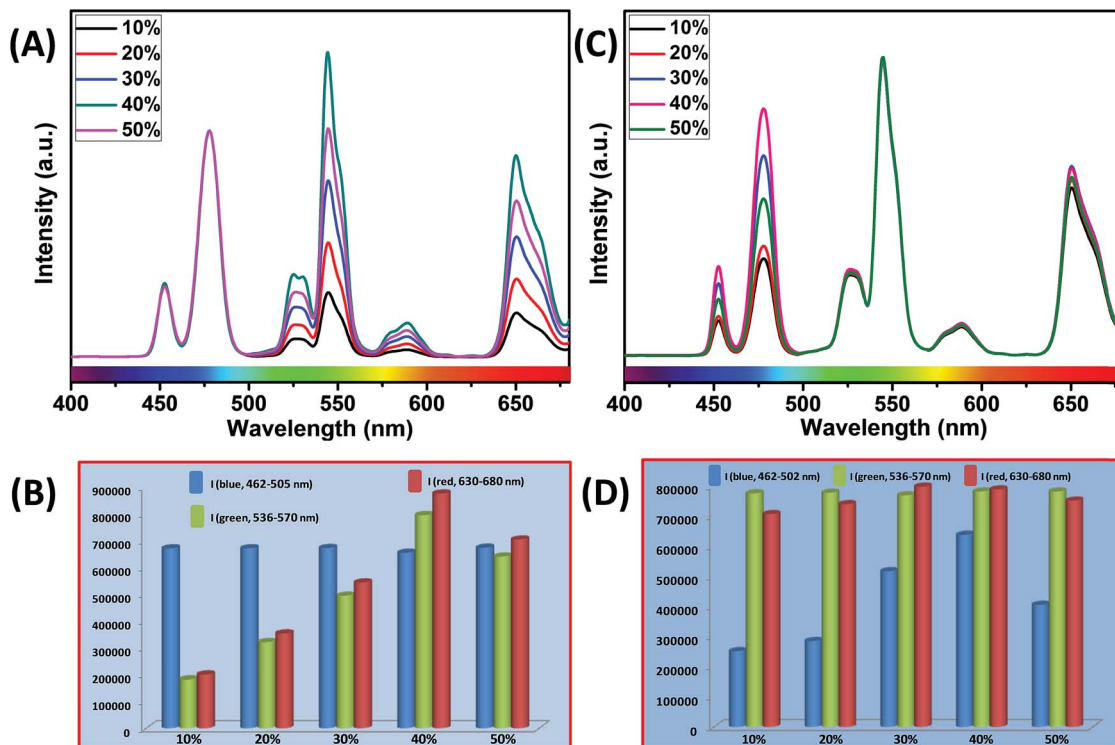 (A)
10%
20%
30%
40%
50%
Intensity (a.u.)
400 450 500 550 600 650
Wavelength (nm)
(C)
10%
20%
30%
40%
50%
Intensity (a.u.)
400 450 500 550 600 650
Wavelength (nm)
(B)
I (blue, 462-505 nm)
I (red, 630-680 nm)
I (green, 536-570 nm)
900000
800000
700000
600000
500000
400000
300000
200000
100000
0
10% 20% 30% 40% 50%
(D)
I (blue, 462-502 nm) I (green, 536-570 nm) I (red, 630-680 nm)
800000
700000
600000
500000
400000
300000
200000
100000
0
10% 20% 30% 40% 50%